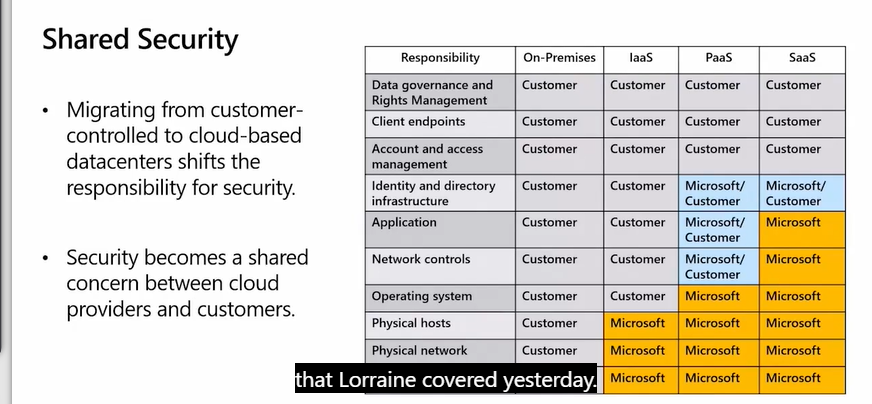 Shared Security
• Migrating from customer-
controlled to cloud-based
datacenters shifts the
responsibility for security.
• Security becomes a shared
concern between cloud
providers and customers.
Responsibility On-Premises IaaS PaaS SaaS
Data governance and
Rights Management Customer Customer Customer Customer
Client endpoints Customer Customer Customer Customer
Account and access
management Customer Customer Customer Customer
Identity and directory
infrastructure Customer Customer Microsoft/
Customer Microsoft/
Customer
Application Customer Customer Microsoft/
Customer Microsoft
Network controls Customer Customer Microsoft/
Customer Microsoft
Operating system Customer Customer Microsoft Microsoft
Physical hosts Customer Microsoft Microsoft Microsoft
Physical network Customer Microsoft Microsoft Microsoft
Microsoft Microsoft Microsoft
that Lorraine covered yesterday.